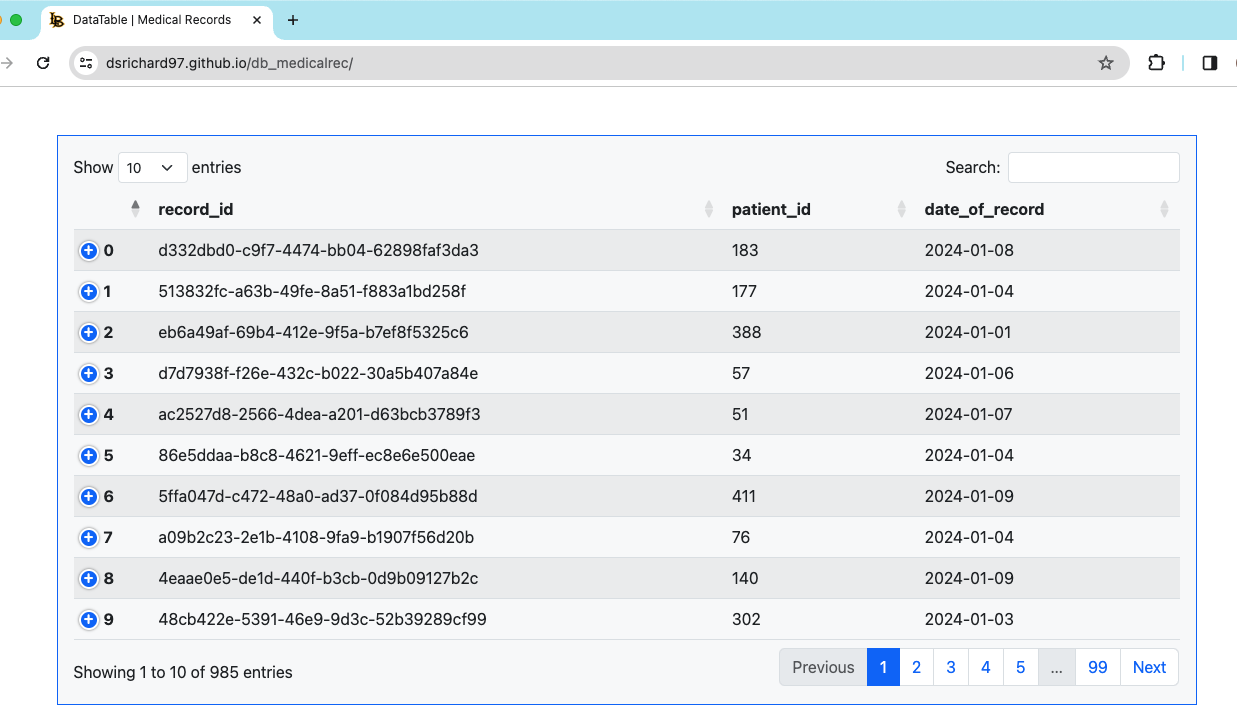 DataTable | Medical Records
dsrichard97.github.io/db_medicalrec/
Show 10 entries Search:
record_id patient_id date_of_record
0 d332dbd0-c9f7-4474-bb04-62898faf3da3 183 2024-01-08
1 513832fc-a63b-49fe-8a51-f883a1bd258f 177 2024-01-04
2 eb6a49af-69b4-412e-9f5a-b7ef8f5325c6 388 2024-01-01
3 d7d7938f-f26e-432c-b022-30a5b407a84e 57 2024-01-06
4 ac2527d8-2566-4dea-a201-d63bcb3789f3 51 2024-01-07
5 86e5ddaa-b8c8-4621-9eff-ec8e6e500eae 34 2024-01-04
6 5ffa047d-c472-48a0-ad37-0f084d95b88d 411 2024-01-09
7 a09b2c23-2e1b-4108-9fa9-b1907f56d20b 76 2024-01-04
8 4eaae0e5-de1d-440f-b3cb-0d9b09127b2c 140 2024-01-09
9 48cb422e-5391-46e9-9d3c-52b39289cf99 302 2024-01-03
Showing 1 to 10 of 985 entries Previous 1 2 3 4 5 ... 99 Next